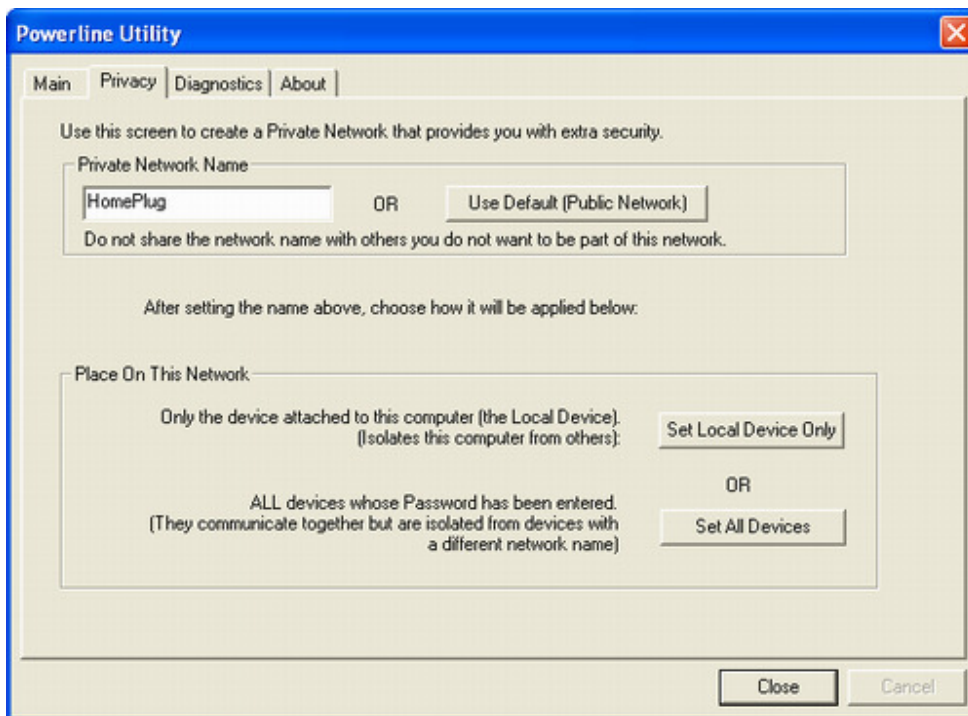 Powerline Utility
Main Privacy Diagnostics About
Use this screen to create a Private Network that provides you with extra security.
Private Network Name
HomePlug OR Use Default (Public Network)
Do not share the network name with others you do not want to be part of this network.
After setting the name above, choose how it will be applied below:
Place On This Network
Only the device attached to this computer (the Local Device).
(Isolates this computer from others):
Set Local Device Only
OR
ALL devices whose Password has been entered.
(They communicate together but are isolated from devices with
a different network name)
Set All Devices
Close Cancel